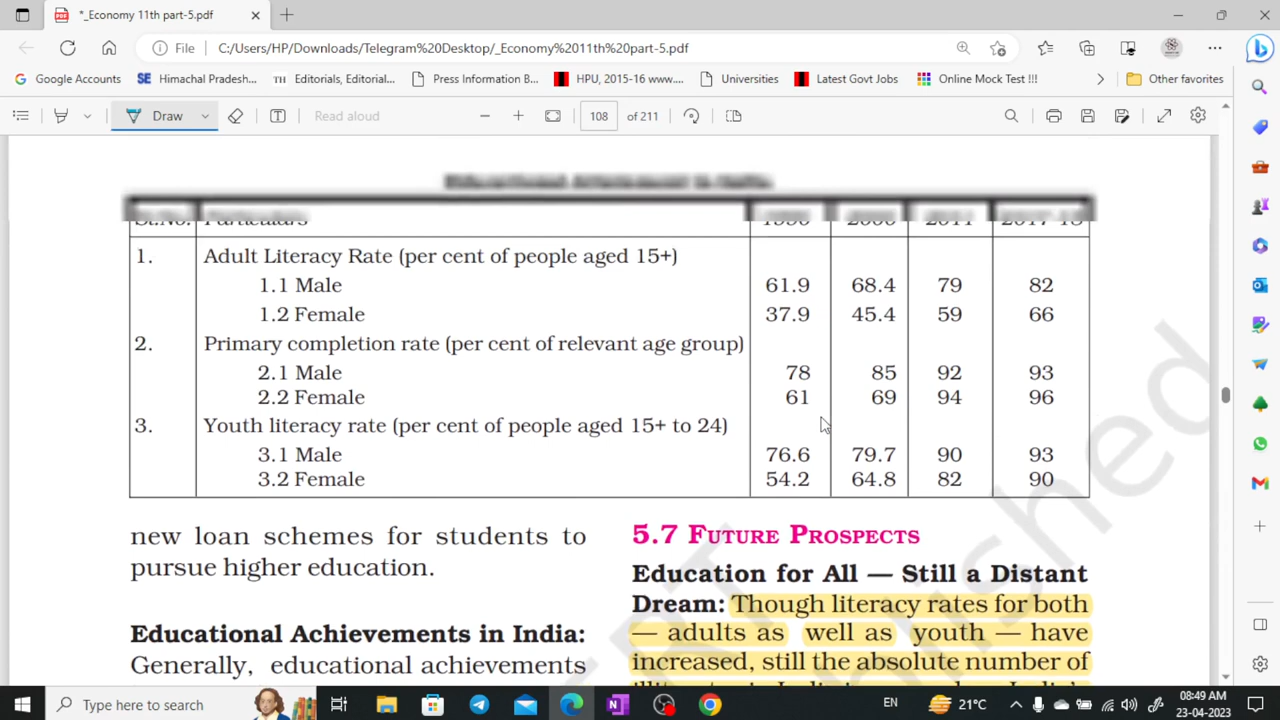 *_Economy 11th part-5.pdf
File
C:/Users/HP/Downloads/Telegram%20Desktop/_Economy%2011th%20part-5.pdf
Google Accounts
SE Himachal Pradesh...
TH Editorials, Editorial...
Press Information B...
HPU, 2015-16 www....
Universities
Latest Govt Jobs
Online Mock Test !!!
Other favorites
Draw
Read aloud
108 of 211
Particulars 2011
1. Adult Literacy Rate (per cent of people aged 15+)
1.1 Male 61.9 68.4 79 82
1.2 Female 37.9 45.4 59 66
2. Primary completion rate (per cent of relevant age group)
2.1 Male 78 85 92 93
2.2 Female 61 69 94 96
3. Youth literacy rate (per cent of people aged 15+ to 24)
3.1 Male 76.6 79.7 90 93
3.2 Female 54.2 64.8 82 90
new loan schemes for students to
pursue higher education.
Educational Achievements in India:
Generally, educational achievements
5.7 Future Prospects
Education for All — Still a Distant
Dream: Though literacy rates for both
— adults as well as youth — have
increased, still the absolute number of
Type here to search
EN
21°C
08:49 AM
23-04-2023